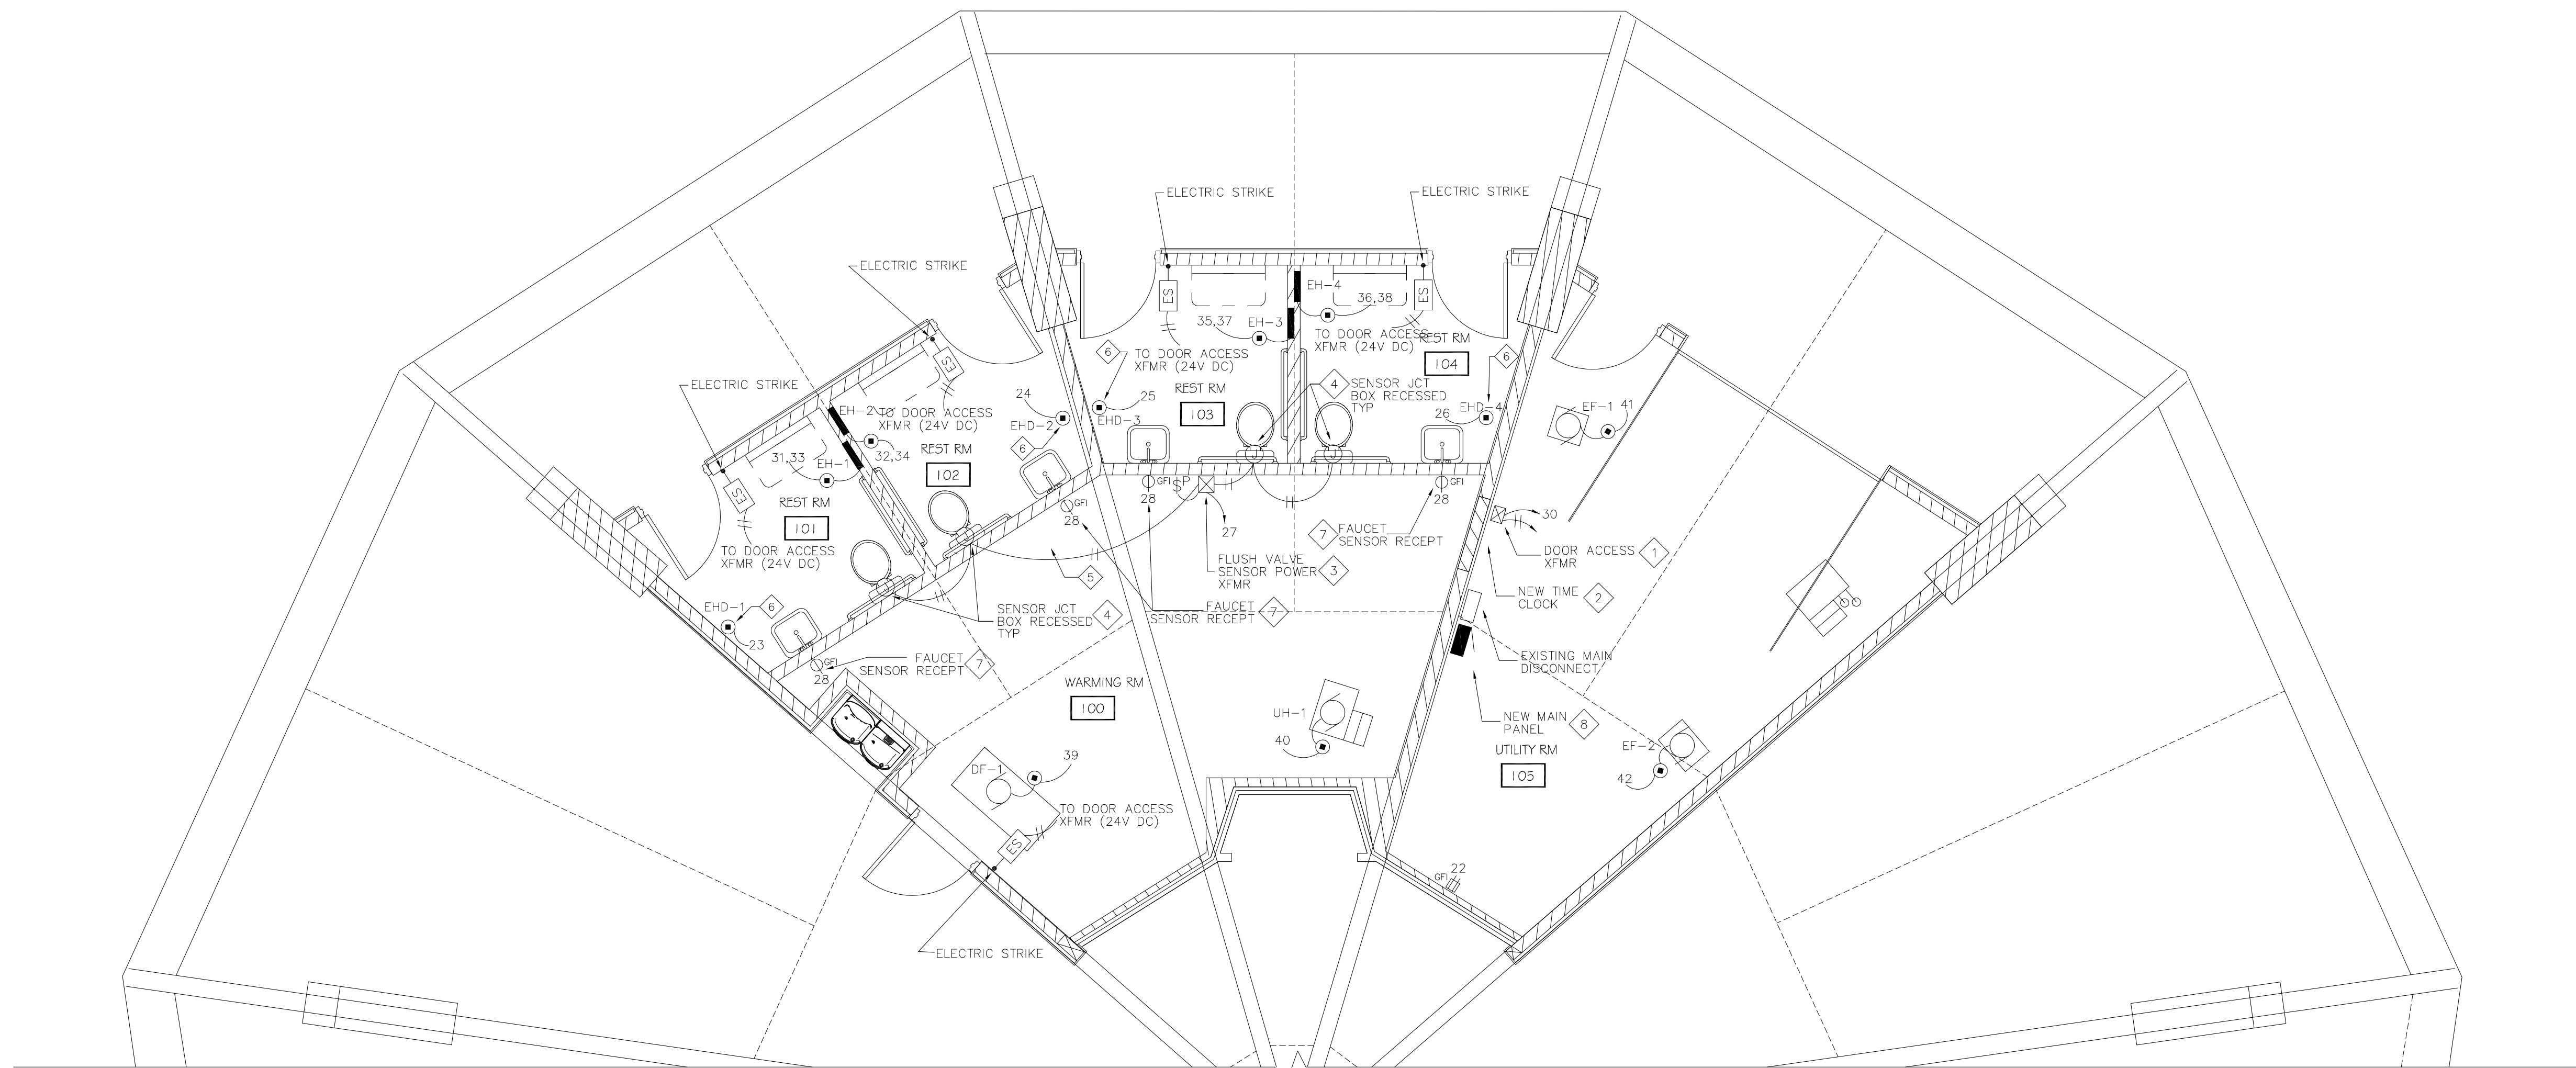 ELECTRIC STRIKE
ELECTRIC STRIKE
ELECTRIC STRIKE
ELECTRIC STRIKE
ES
ES
EH-4
36,38
35,37
EH-3
TO DOOR ACCESS
XFMR (24V DC)
REST RM
104
6
TO DOOR ACCESS
XFMR (24V DC)
6
ES
REST RM
103
4
SENSOR JCT
BOX RECESSED
TYP
24
25
EHD-2
EHD-3
26
EHD-4
EF-1
41
EH-2
TO DOOR ACCESS
XFMR (24V DC)
6
31,33
EH-1
32,34
REST RM
102
J
J
ES
REST RM
101
GFI
28
$P
GFI
28
GFI
28
27
30
7
FAUCET
SENSOR RECEPT
J
J
TO DOOR ACCESS
XFMR (24V DC)
DOOR ACCESS
XFMR
1
FLUSH VALVE
SENSOR POWER
XFMR
3
5
NEW TIME
CLOCK
2
EHD-1
6
SENSOR JCT
BOX RECESSED
TYP
4
FAUCET
SENSOR RECEPT
7
23
GFI
28
FAUCET
SENSOR RECEPT
7
EXISTING MAIN
DISCONNECT
WARMING RM
100
UH-1
40
NEW MAIN
PANEL
8
UTILITY RM
105
EF-2
42
DF-1
39
TO DOOR ACCESS
XFMR (24V DC)
ES
GFI
22
ELECTRIC STRIKE